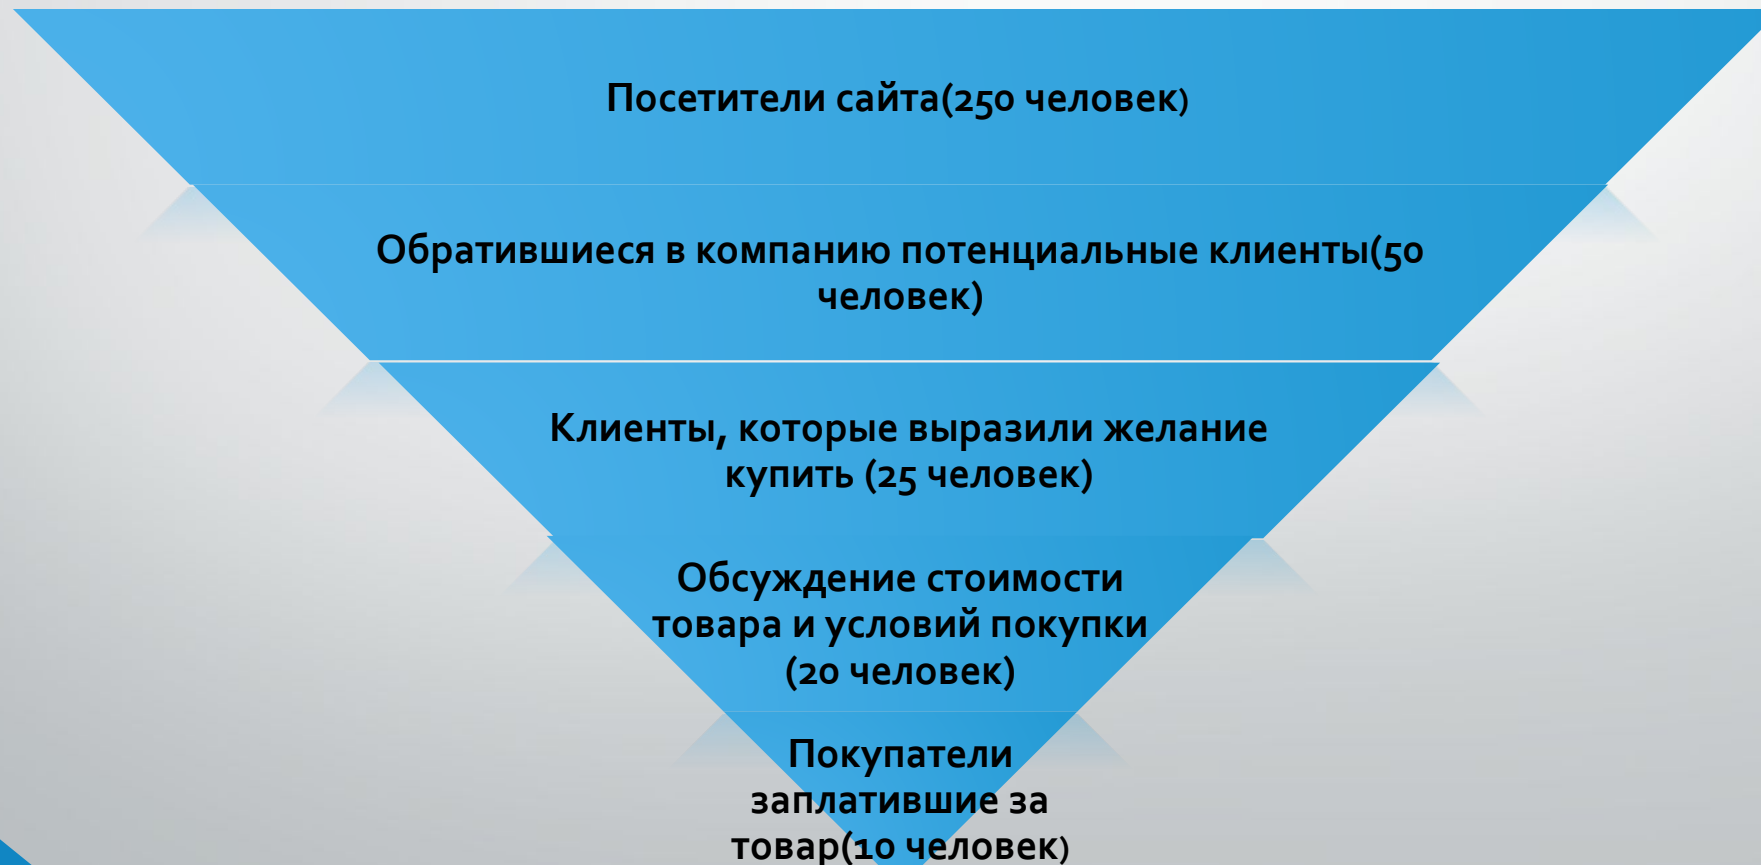 Посетители сайта(250 человек)
Обратившиеся в компанию потенциальные клиенты(50
человек)
Клиенты, которые выразили желание
купить (25 человек)
Обсуждение стоимости
товара и условий покупки
(20 человек)
Покупатели
заплатившие за
товар(10 человек)